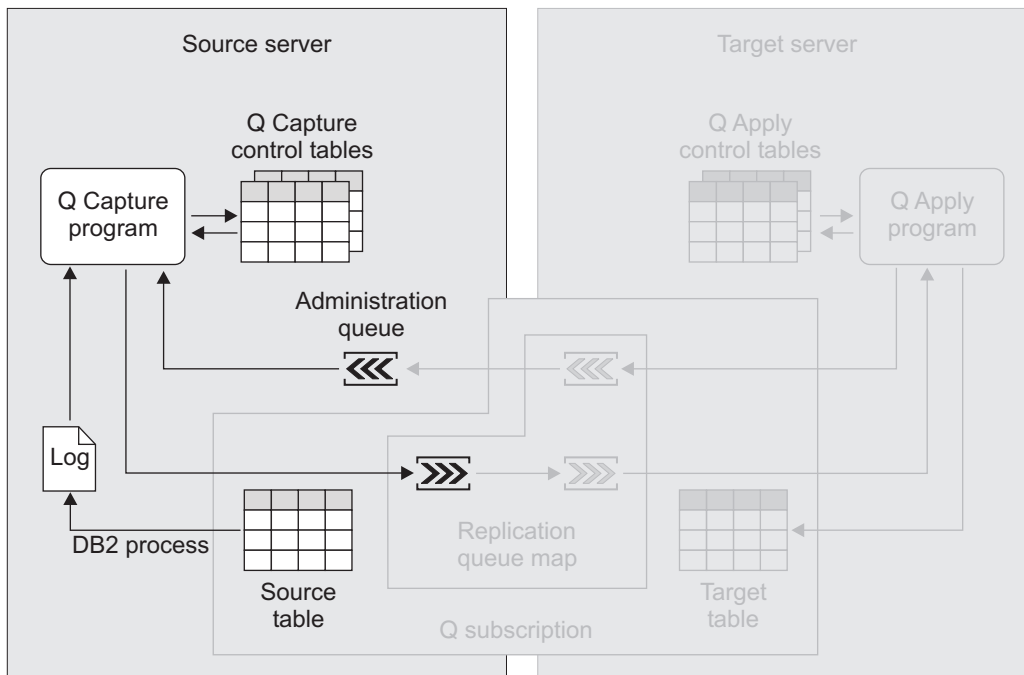 Source server
Target server
Q Capture
control tables
Q Apply
control tables
Q Capture
program
Q Apply
program
Administration
queue
Log
DB2 process
Replication
queue map
Source
table
Target
table
Q subscription